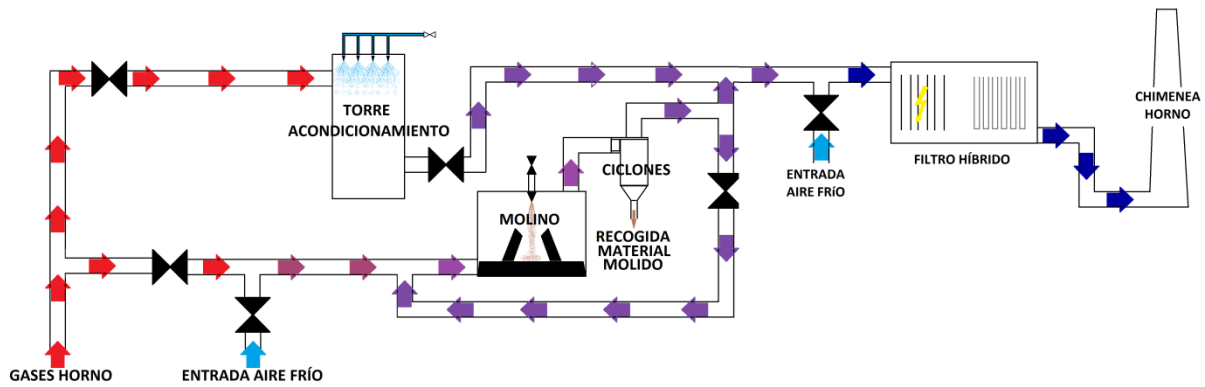 TORRE
ACONDICIONAMIENTO
CHIMENEA
HORNO
CICLONES
ENTRADA
AIRE FRíO
FILTRO HÍBRIDO
MOLINO
RECOGIDA
MATERIAL
MOLIDO
GASES HORNO
ENTRADA AIRE FRÍO